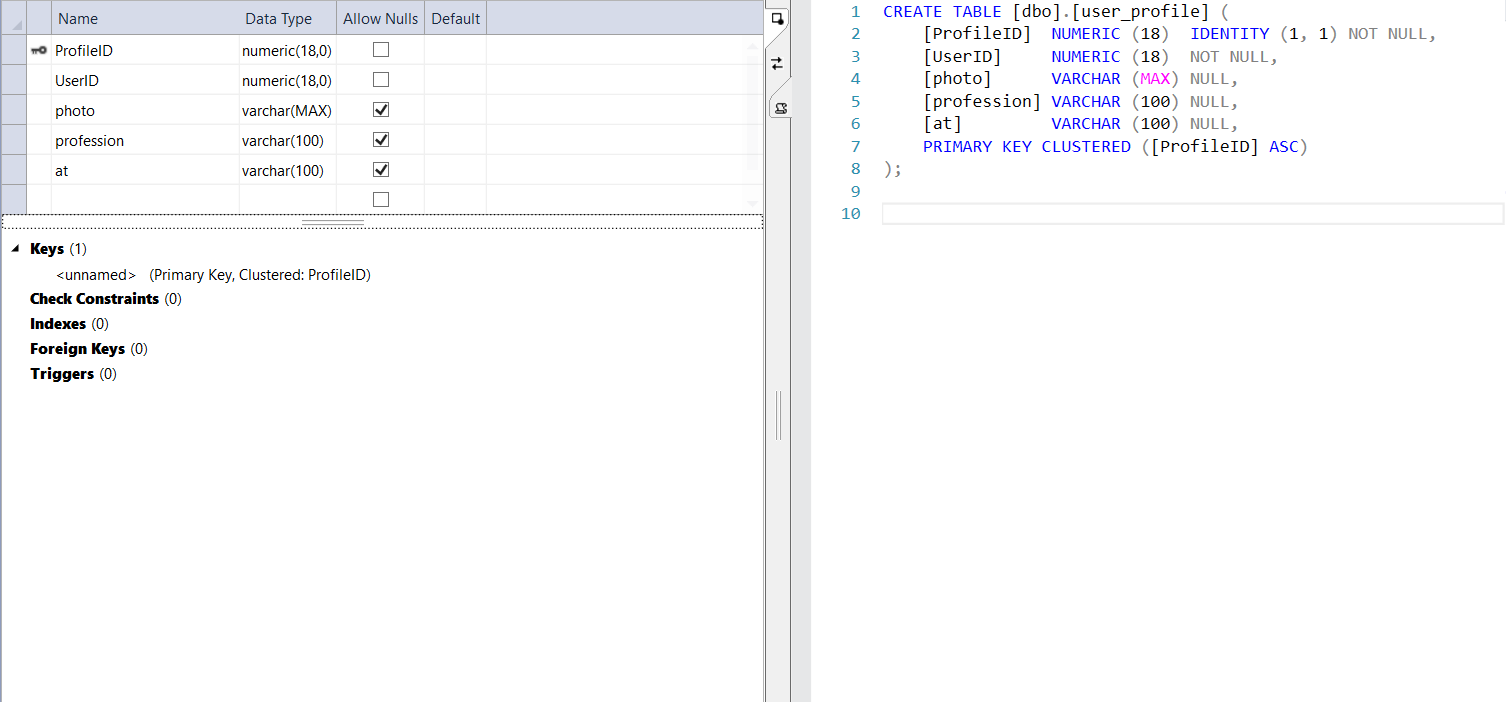 Name Data Type Allow Nulls Default
ProfileID numeric(18,0)
UserID numeric(18,0)
photo varchar(MAX)
profession varchar(100)
at varchar(100)
Keys (1)
<unnamed> (Primary Key, Clustered: ProfileID)
Check Constraints (0)
Indexes (0)
Foreign Keys (0)
Triggers (0)
1 CREATE TABLE [dbo].[user_profile] (
2 [ProfileID] NUMERIC (18) IDENTITY (1, 1) NOT NULL,
3 [UserID] NUMERIC (18) NOT NULL,
4 [photo] VARCHAR (MAX) NULL,
5 [profession] VARCHAR (100) NULL,
6 [at] VARCHAR (100) NULL,
7 PRIMARY KEY CLUSTERED ([ProfileID] ASC)
8 );
9
10